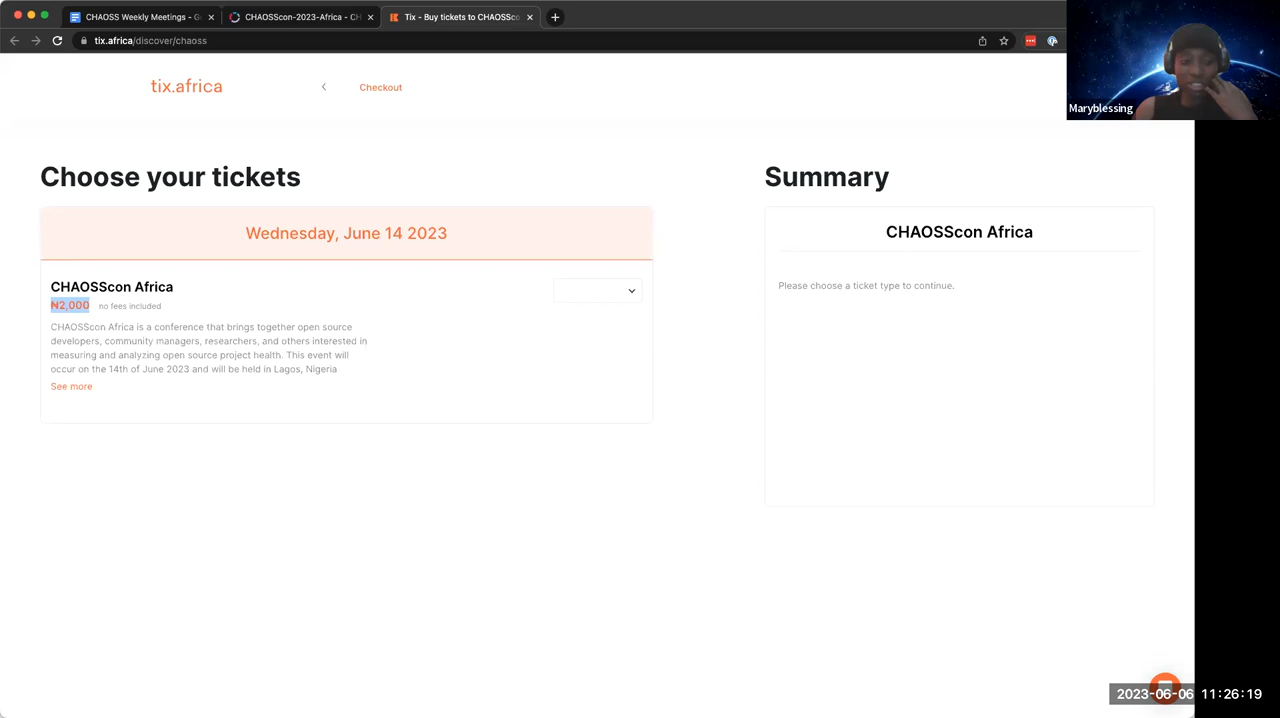 CHAOSS Weekly Meetings - G
CHAOSScon-2023-Africa - CH
Tix - Buy tickets to CHAOSSco
tix.africa/discover/chaoss
Maryblessing
tix.africa
Checkout
Choose your tickets
Summary
Wednesday, June 14 2023
CHAOSScon Africa
CHAOSScon Africa
₦2,000 no fees included
Please choose a ticket type to continue.
CHAOSScon Africa is a conference that brings together open source
developers, community managers, researchers, and others interested in
measuring and analyzing open source project health. This event will
occur on the 14th of June 2023 and will be held in Lagos, Nigeria
See more
2023-06-06 11:26:19